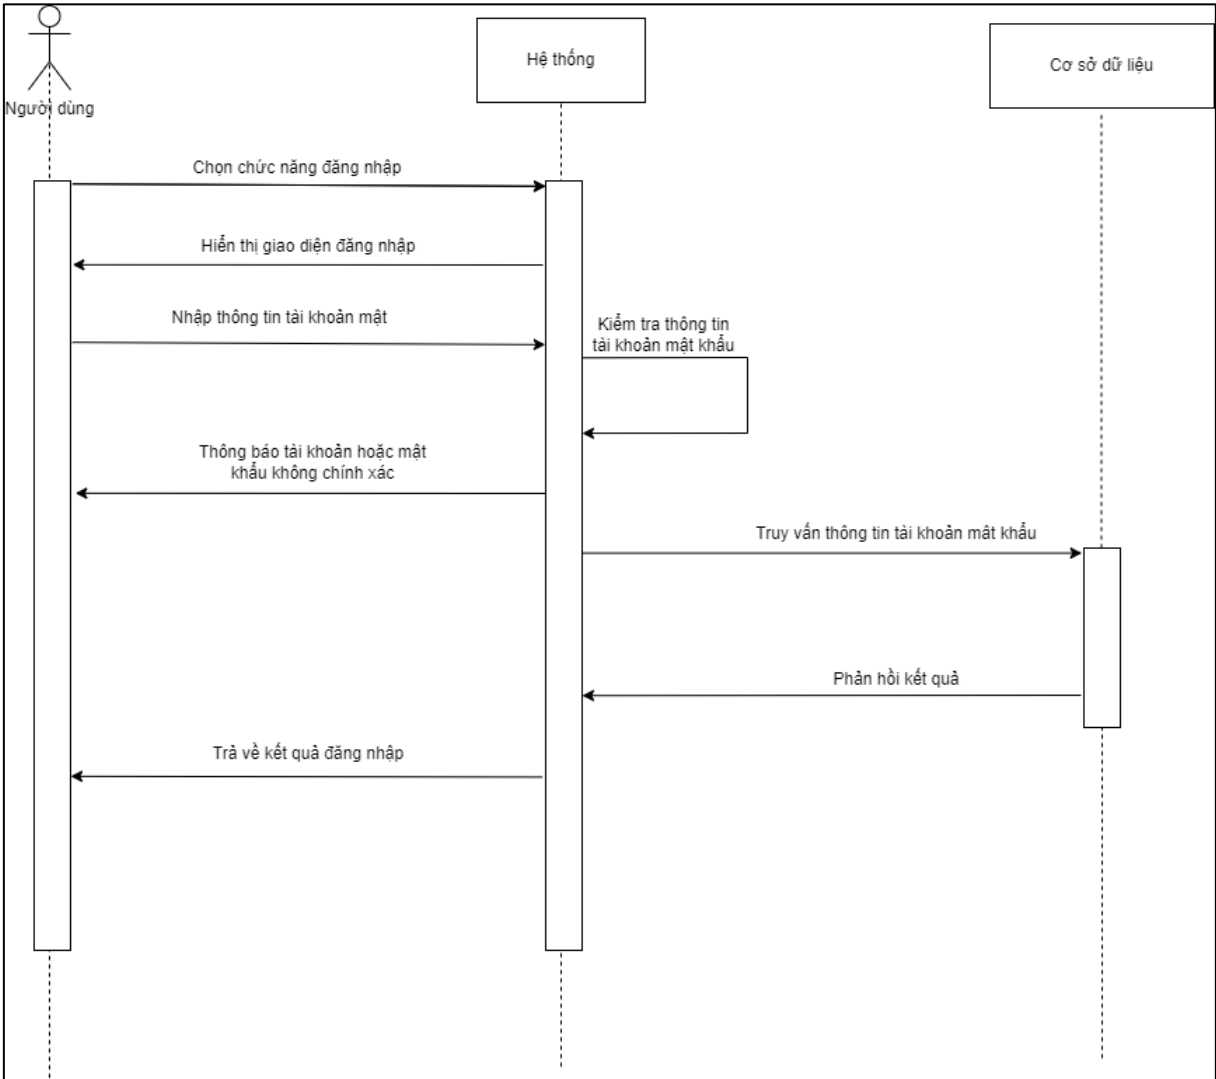 Hệ thống
Cơ sở dữ liệu
Người dùng
Chọn chức năng đăng nhập
Hiển thị giao diện đăng nhập
Nhập thông tin tài khoản mật
Kiểm tra thông tin
tài khoản mật khẩu
Thông báo tài khoản hoặc mật
khẩu không chính xác
Truy vấn thông tin tài khoản mât khẩu
Phản hồi kết quả
Trả về kết quả đăng nhập